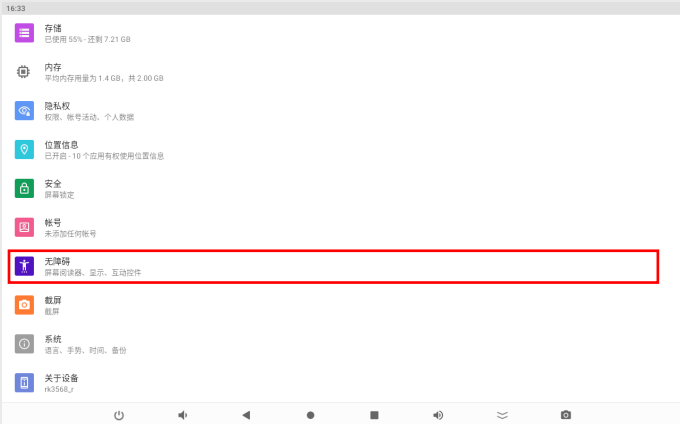 16:33
存储
已使用 55% - 还剩 7.21 GB
内存
平均内存用量为 1.4 GB，共 2.00 GB
隐私权
权限、帐号活动、个人数据
位置信息
已开启 - 10 个应用有权使用位置信息
安全
屏幕锁定
帐号
未添加任何帐号
无障碍
屏幕阅读器、显示、互动控件
截屏
截屏
系统
语言、手势、时间、备份
关于设备
rk3568_r